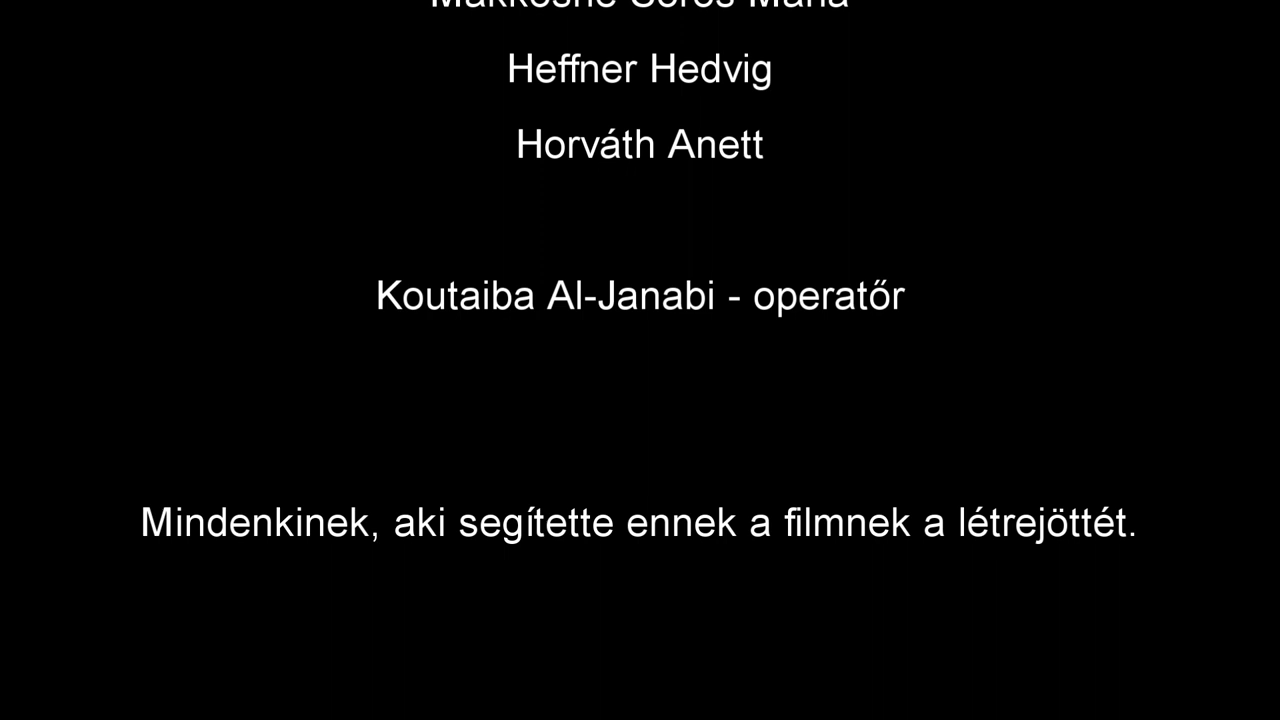 Heffner Hedvig
Horváth Anett
Koutaiba Al-Janabi - operatőr
Mindenkinek, aki segítette ennek a filmnek a létrejöttét.